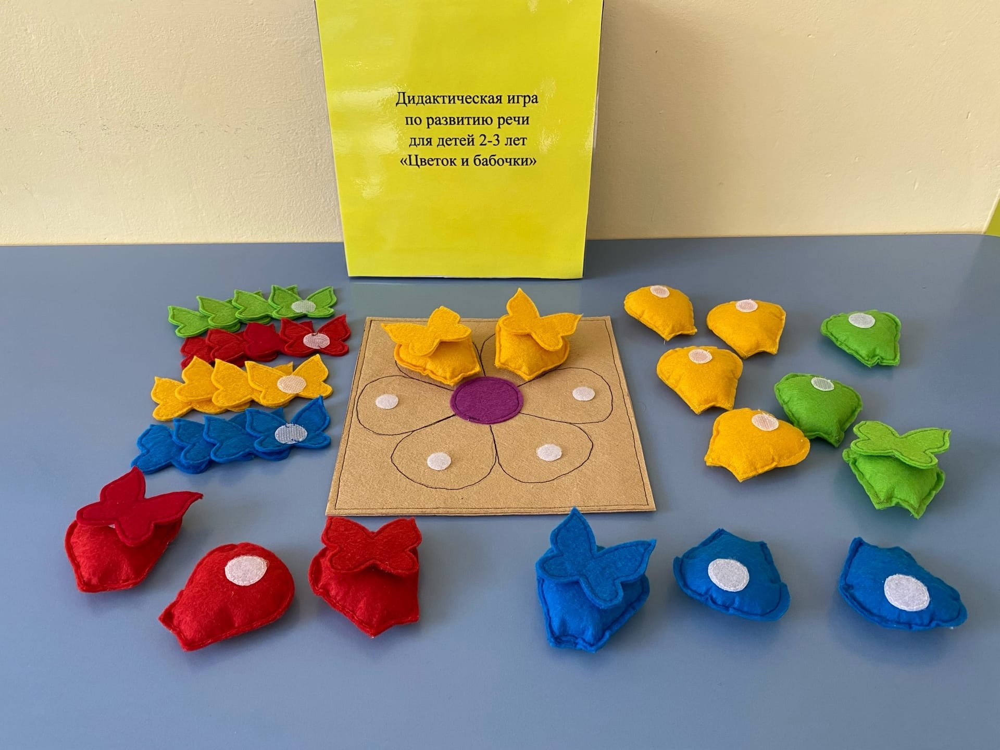 Дидактическая игра
по развитию речи
для детей 2-3 лет
«Цветок и бабочки»